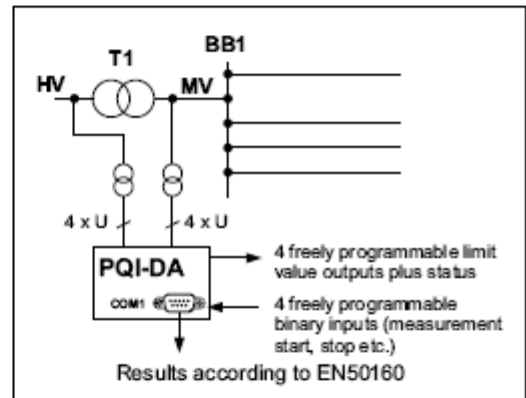 BB1
T1
HV
MV
4 x U
4 x U
PQI-DA
COM1
4 freely programmable limit
value outputs plus status
4 freely programmable
binary inputs (measurement
start, stop etc.)
Results according to EN50160